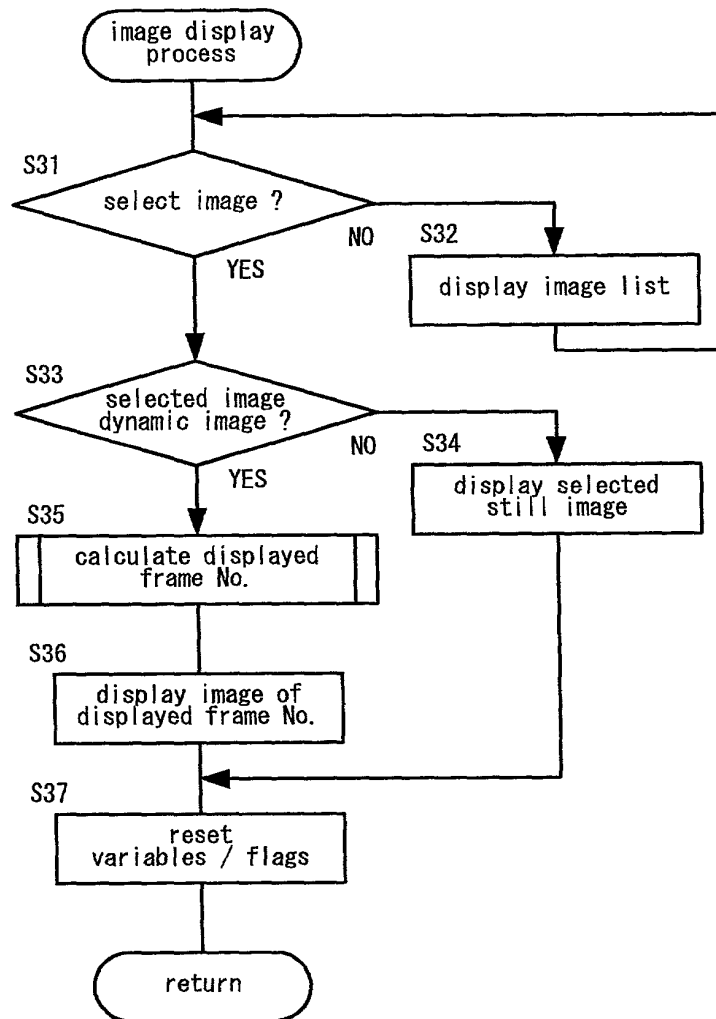 image display
process
S31
select image ?
NO
YES
S32
display image list
S33
selected image
dynamic image ?
NO
YES
S34
display selected
still image
S35
calculate displayed
frame No.
S36
display image of
displayed frame No.
S37
reset
variables / flags
return